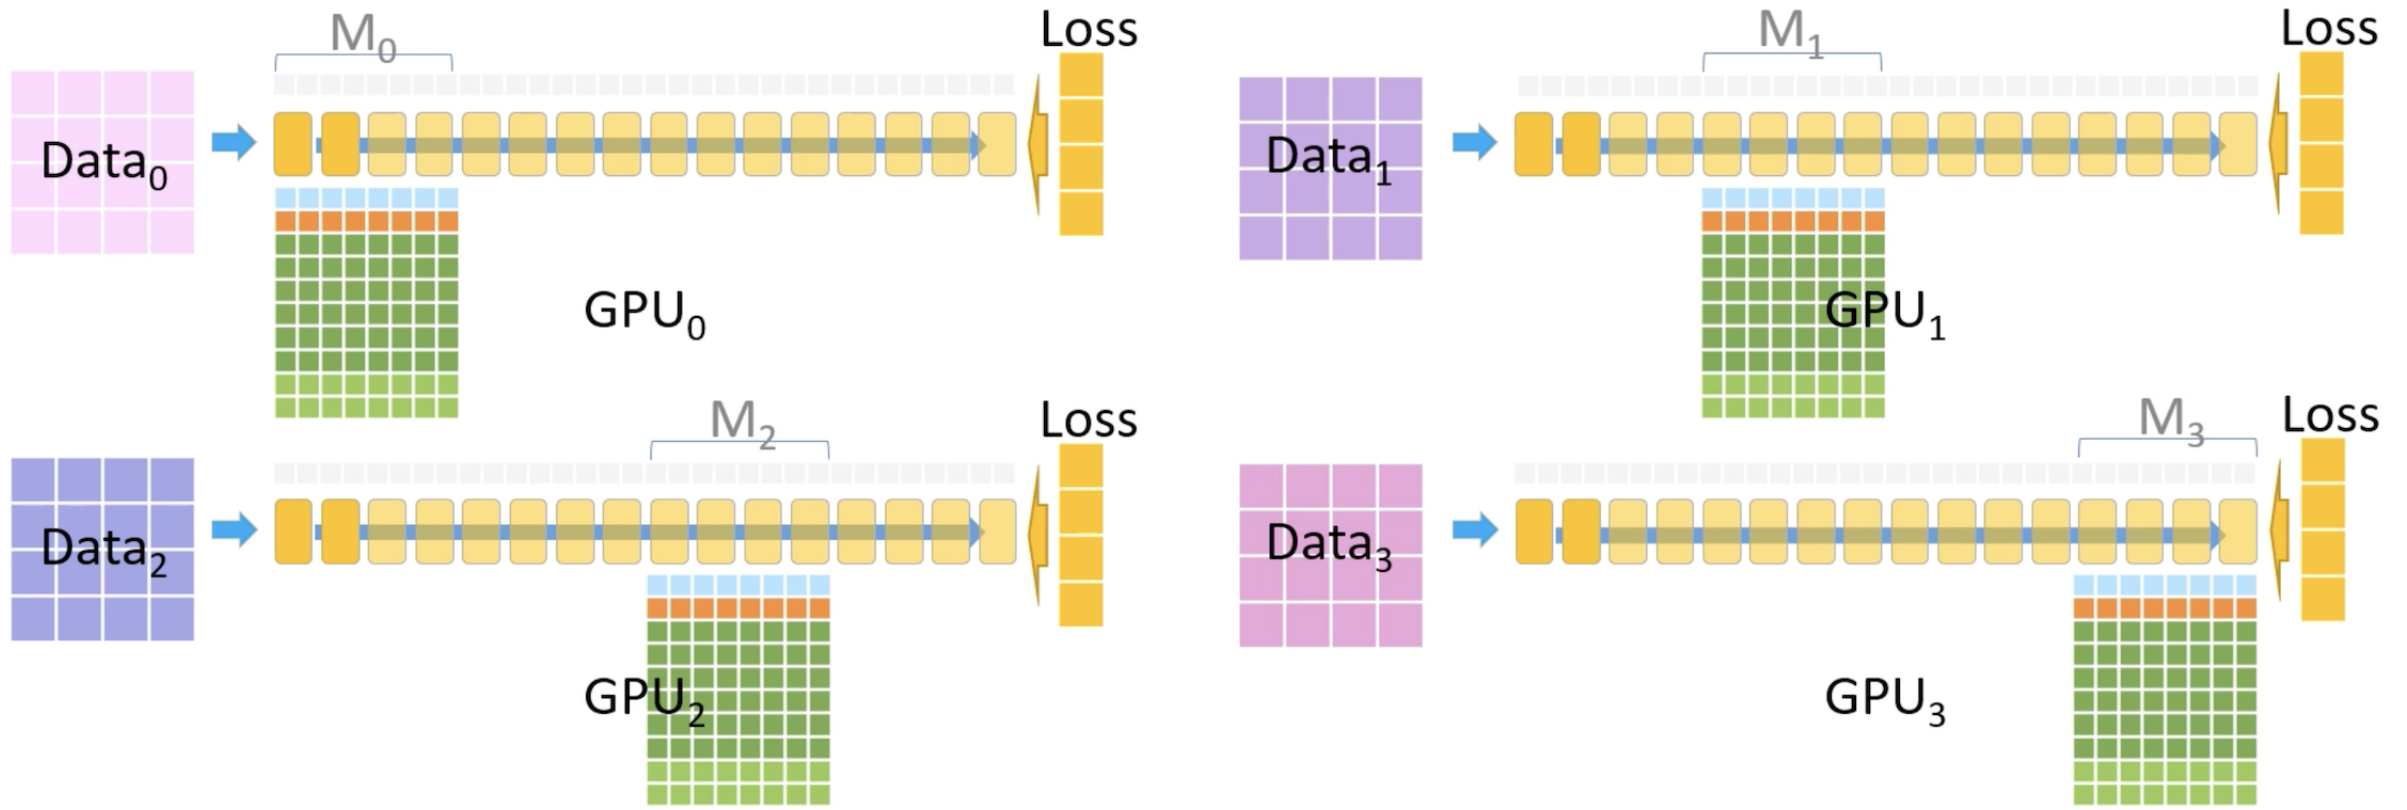 M₀
Loss
Data₀
GPU₀
M₁
Loss
Data₁
GPU₁
M₂
Loss
Data₂
GPU₂
M₃
Loss
Data₃
GPU₃